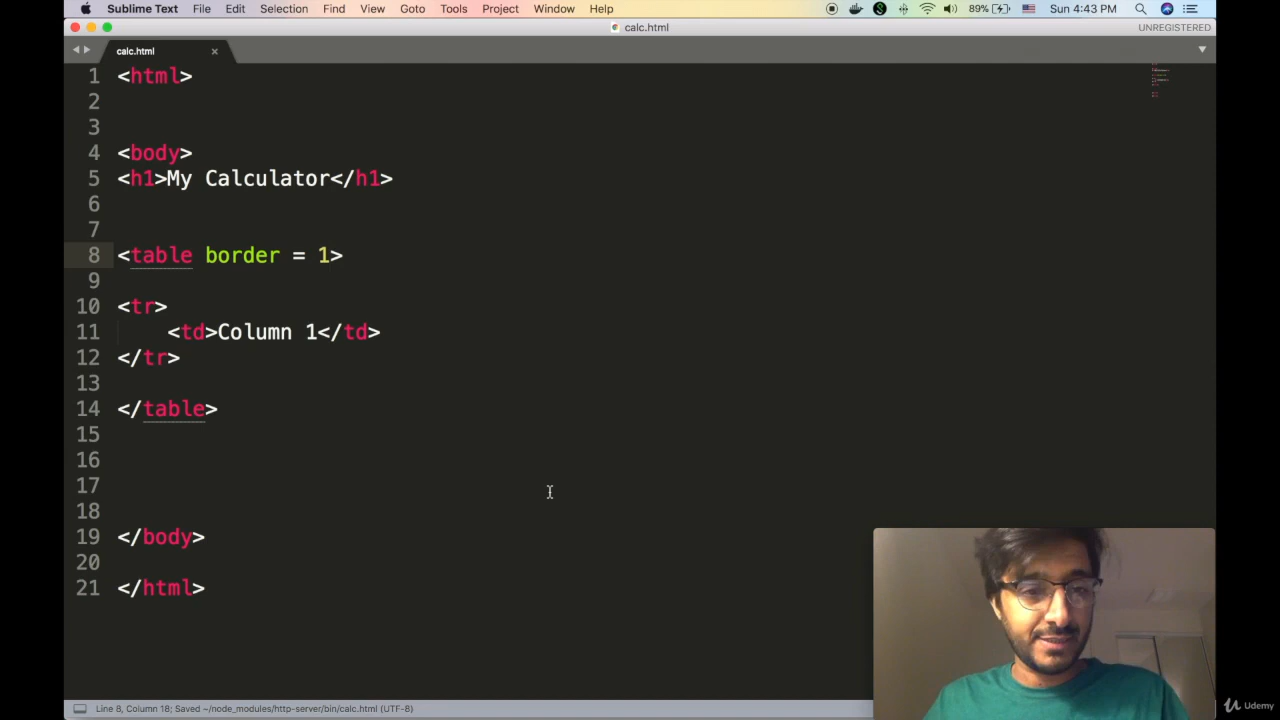 Sublime Text File Edit Selection Find View Goto Tools Project Window Help 89% Sun 4:43 PM
calc.html UNREGISTERED
calc.html ×
1 <html>
2
3
4 <body>
5 <h1>My Calculator</h1>
6
7
8 <table border = 1>
9
10 <tr>
11 <td>Column 1</td>
12 </tr>
13
14 </table>
15
16
17
18
19 </body>
20
21 </html>
Line 8, Column 18; Saved ~/node_modules/http-server/bin/calc.html (UTF-8)
Udemy